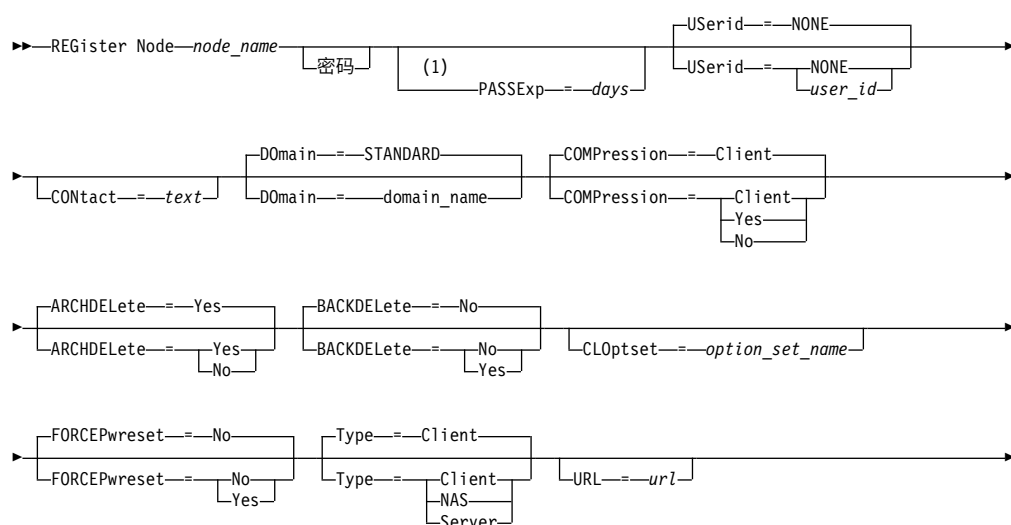 USerid = NONE
REGister Node node_name 密码 (1) PASSExp = days USerid = NONE
user_id
DOmain = STANDARD COMPression = Client
CONtact = text DOmain = domain_name COMPression = Client
Yes
No
ARCHDELete = Yes BACKDELete = No
ARCHDELete = Yes BACKDELete = No CLOptset = option_set_name
No Yes
FORCEPwreset = No Type = Client
FORCEPwreset = No Type = Client URL = url
Yes NAS
Server